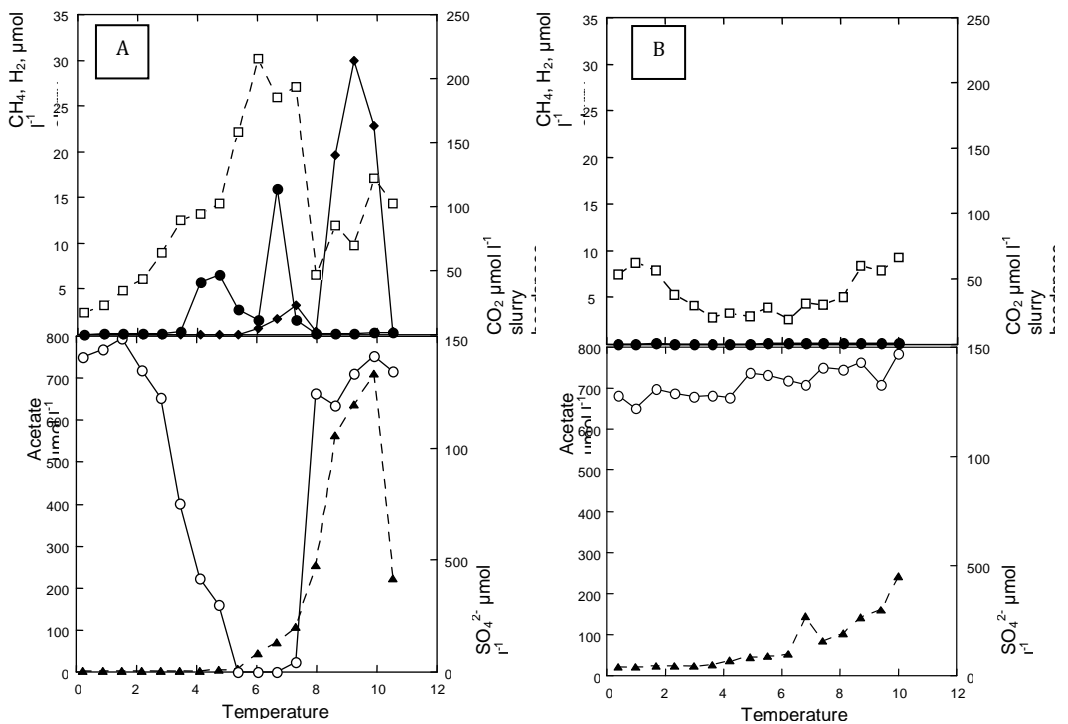 A
35
30
25
20
15
10
5
CH₄, H₂, µmol
l⁻¹
250
200
150
100
50
CO₂ µmol l⁻¹
slurry
800
700
600
500
400
300
200
100
0
Acetate
µmol l⁻¹
150
100
500
0
SO₄²⁻ µmol
l⁻¹
0 2 4 6 8 10 12
Temperature
B
35
30
25
20
15
10
5
CH₄, H₂, µmol
l⁻¹
250
200
150
100
50
CO₂ µmol l⁻¹
slurry
800
700
600
500
400
300
200
100
0
Acetate
µmol l⁻¹
150
100
500
0
SO₄²⁻ µmol
l⁻¹
0 2 4 6 8 10 12
Temperature